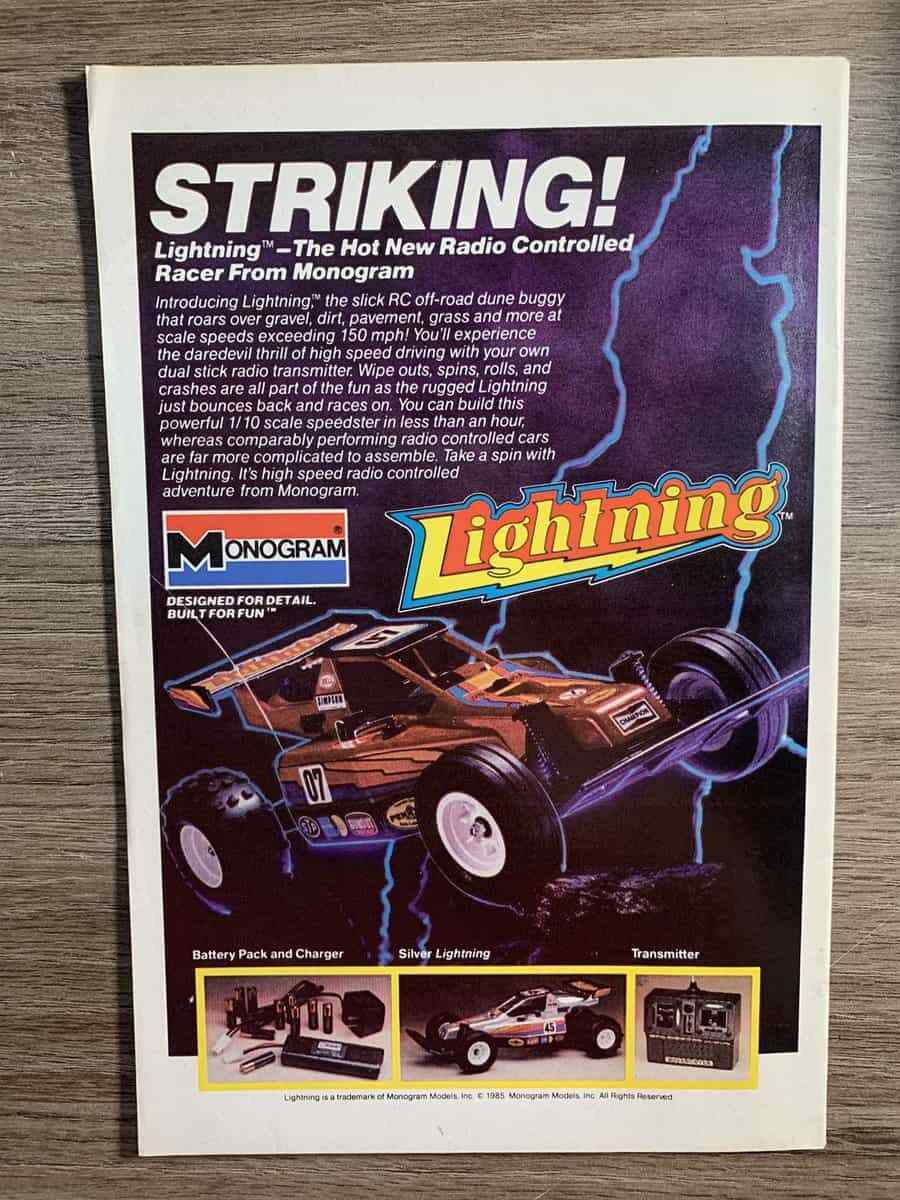 STRIKING!
Lightning™—The Hot New Radio Controlled
Racer From Monogram
Introducing Lightning,™ the slick RC off-road dune buggy
that roars over gravel, dirt, pavement, grass and more at
scale speeds exceeding 150 mph! You'll experience
the daredevil thrill of high speed driving with your own
dual stick radio transmitter. Wipe outs, spins, rolls, and
crashes are all part of the fun as the rugged Lightning
just bounces back and races on. You can build this
powerful 1/10 scale speedster in less than an hour,
whereas comparably performing radio controlled cars
are far more complicated to assemble. Take a spin with
Lightning. It's high speed radio controlled
adventure from Monogram.
MONOGRAM®
DESIGNED FOR DETAIL.
BUILT FOR FUN™
Lightning™
Lightning
07
SIMPSON
CHAMPION
07
STP
Battery Pack and Charger
Silver Lightning
Transmitter
45
Lightning is a trademark of Monogram Models, Inc. © 1985 Monogram Models, Inc. All Rights Reserved